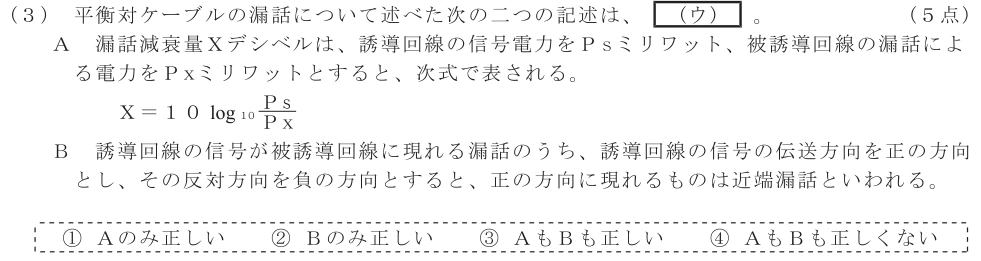 （３） 平衡対ケーブルの漏話について述べた次の二つの記述は、 （ウ） 。 （５点）
Ａ 漏話減衰量Ｘデシベルは、誘導回線の信号電力をＰｓミリワット、被誘導回線の漏話によ
る電力をＰｘミリワットとすると、次式で表される。
Ｘ＝１０ log₁₀ Ｐｓ/Ｐｘ
Ｂ 誘導回線の信号が被誘導回線に現れる漏話のうち、誘導回線の信号の伝送方向を正の方向
とし、その反対方向を負の方向とすると、正の方向に現れるものは近端漏話といわれる。
① Ａのみ正しい ② Ｂのみ正しい ③ ＡもＢも正しい ④ ＡもＢも正しくない